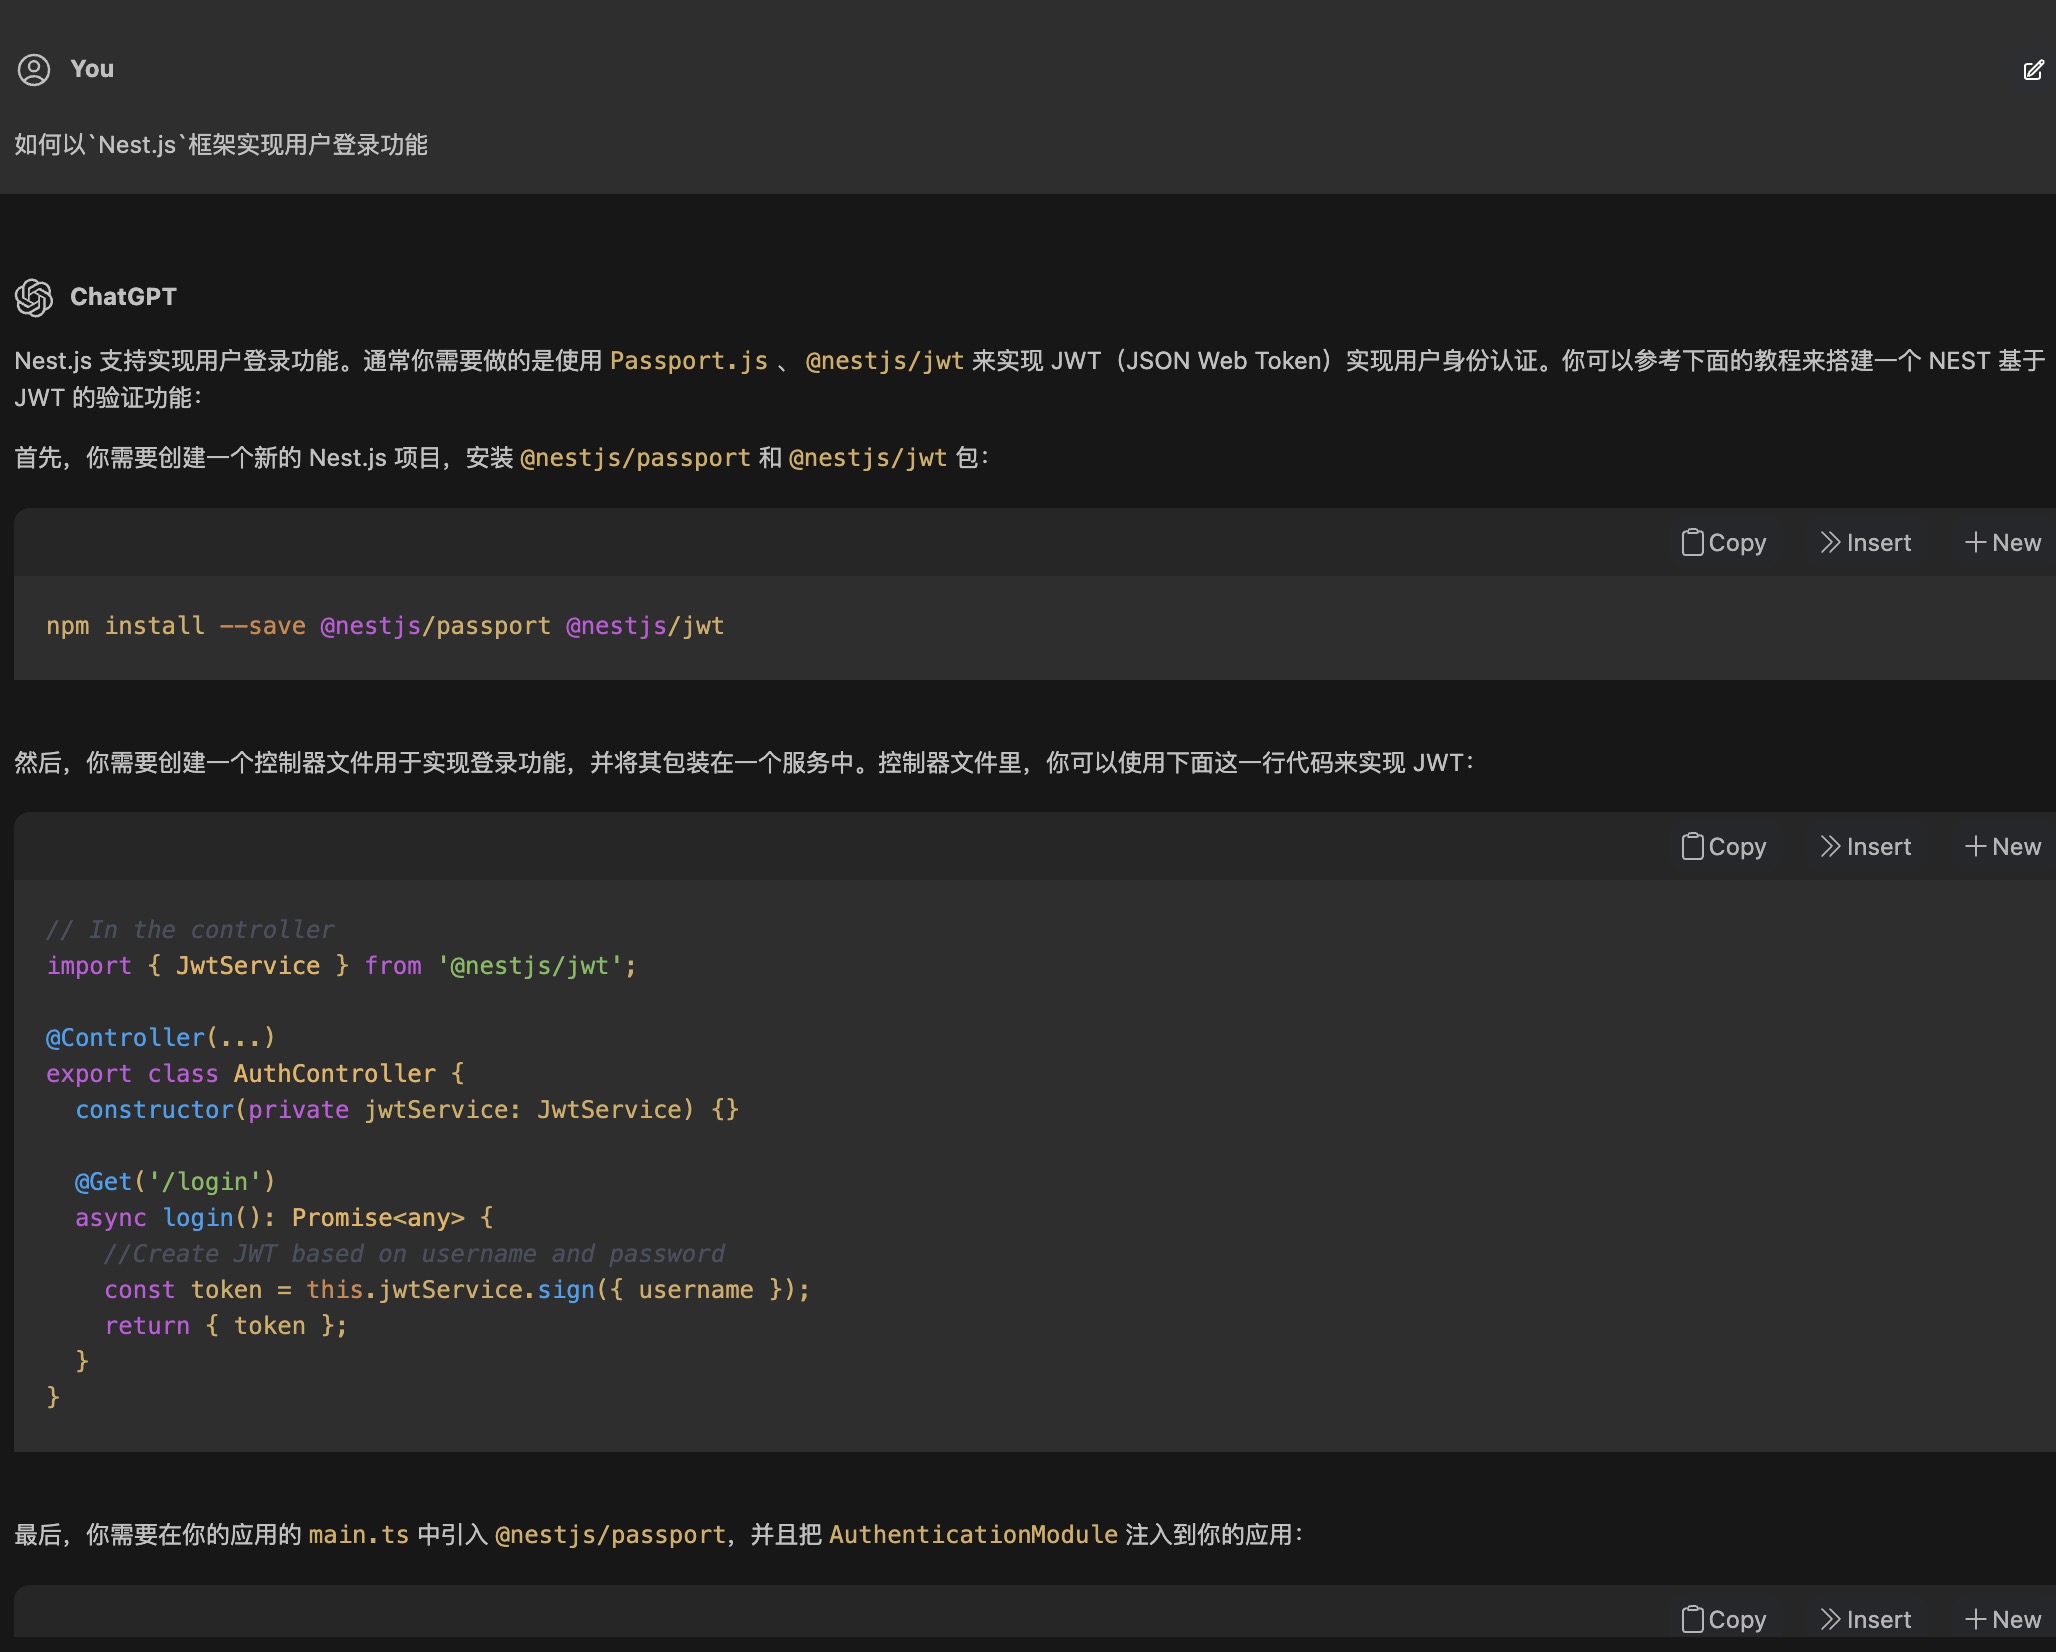 You
如何以`Nest.js`框架实现用户登录功能
ChatGPT
Nest.js 支持实现用户登录功能。通常你需要做的是使用 Passport.js 、 @nestjs/jwt 来实现 JWT（JSON Web Token）实现用户身份认证。你可以参考下面的教程来搭建一个 NEST 基于
JWT 的验证功能：
首先，你需要创建一个新的 Nest.js 项目，安装 @nestjs/passport 和 @nestjs/jwt 包：
Copy Insert New
npm install --save @nestjs/passport @nestjs/jwt
然后，你需要创建一个控制器文件用于实现登录功能，并将其包装在一个服务中。控制器文件里，你可以使用下面这一行代码来实现 JWT：
Copy Insert New
// In the controller
import { JwtService } from '@nestjs/jwt';
@Controller(...)
export class AuthController {
  constructor(private jwtService: JwtService) {}
  @Get('/login')
  async login(): Promise<any> {
    //Create JWT based on username and password
    const token = this.jwtService.sign({ username });
    return { token };
  }
}
最后，你需要在你的应用的 main.ts 中引入 @nestjs/passport，并且把 AuthenticationModule 注入到你的应用：
Copy Insert New